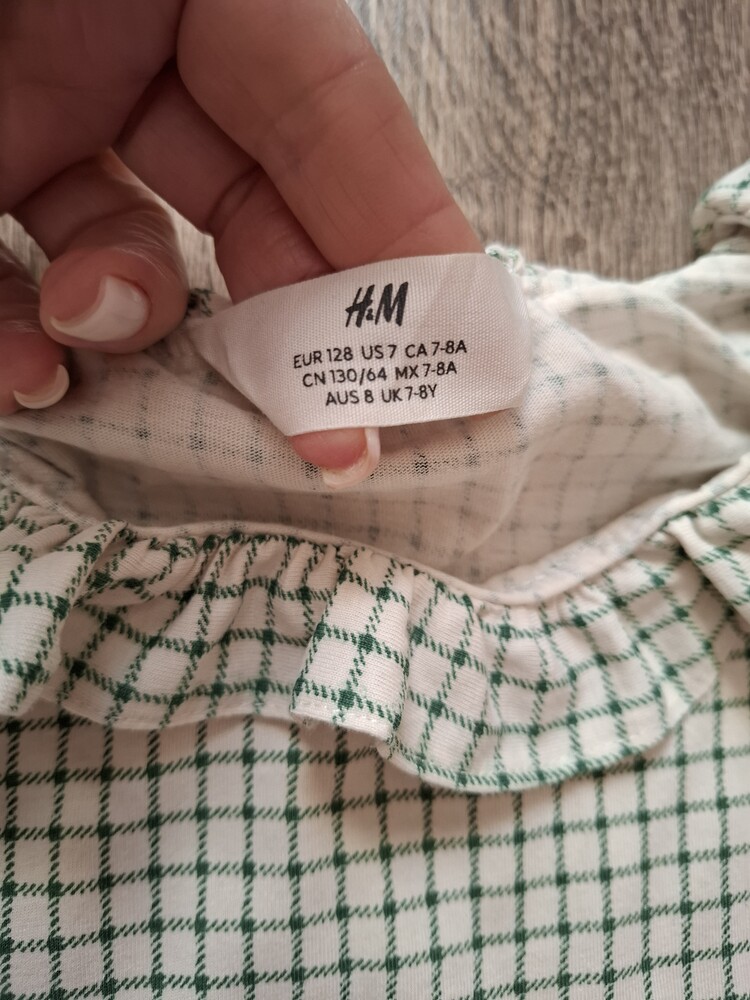 H&M
EUR 128 US 7 CA 7-8A
CN 130/64 MX 7-8A
AUS 8 UK 7-8Y